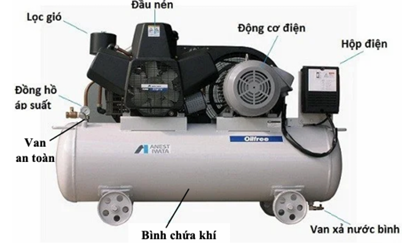 Lọc gió
Đầu nén
Động cơ điện
Hộp điện
Đồng hồ
áp suất
Van
an toàn
Oilfree
ANEST
IWATA
Bình chứa khí
Van xả nước bình